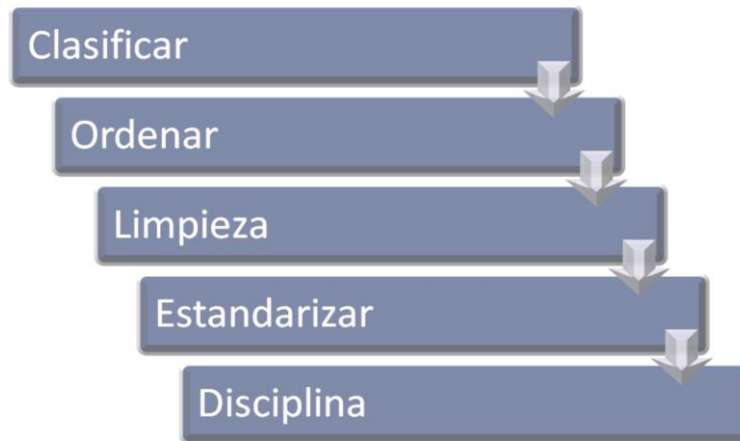 Clasificar
Ordenar
Limpieza
Estandarizar
Disciplina